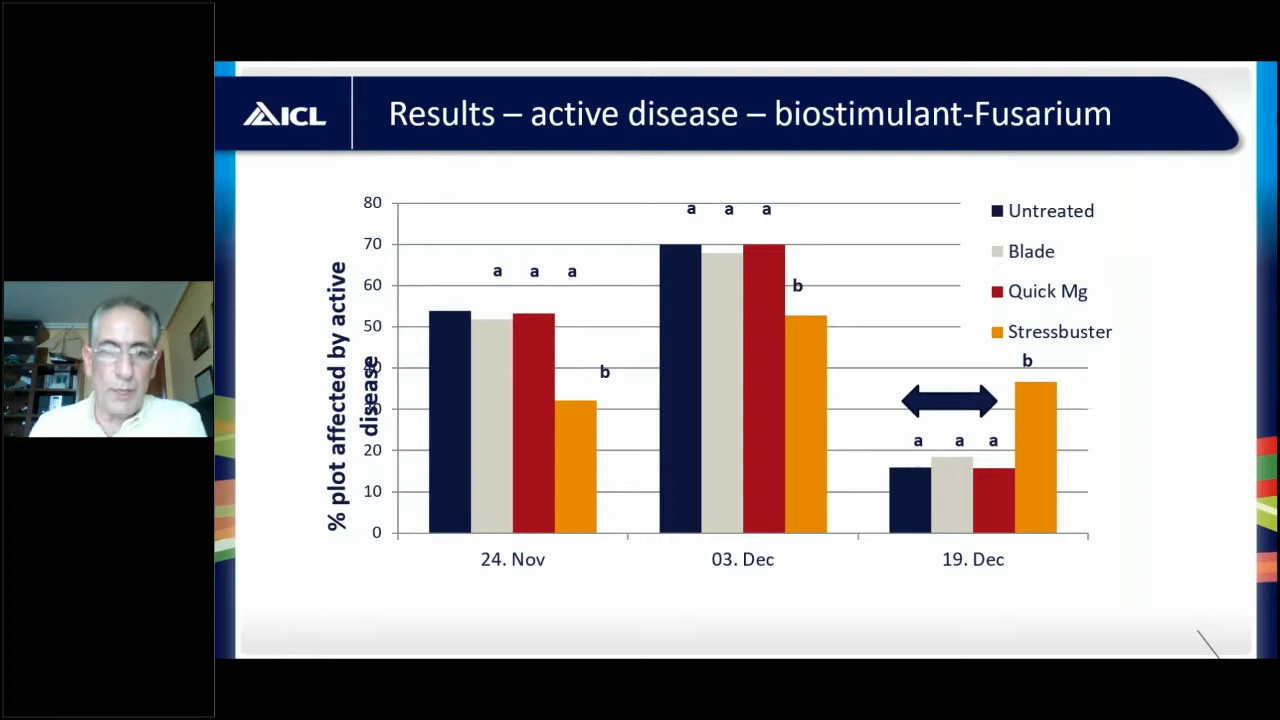 ICL
Results – active disease – biostimulant-Fusarium
% plot affected by active
disease
80
70
60
50
40
30
20
10
0
a a a
b
a a a
b
a a a
b
24. Nov
03. Dec
19. Dec
Untreated
Blade
Quick Mg
Stressbuster